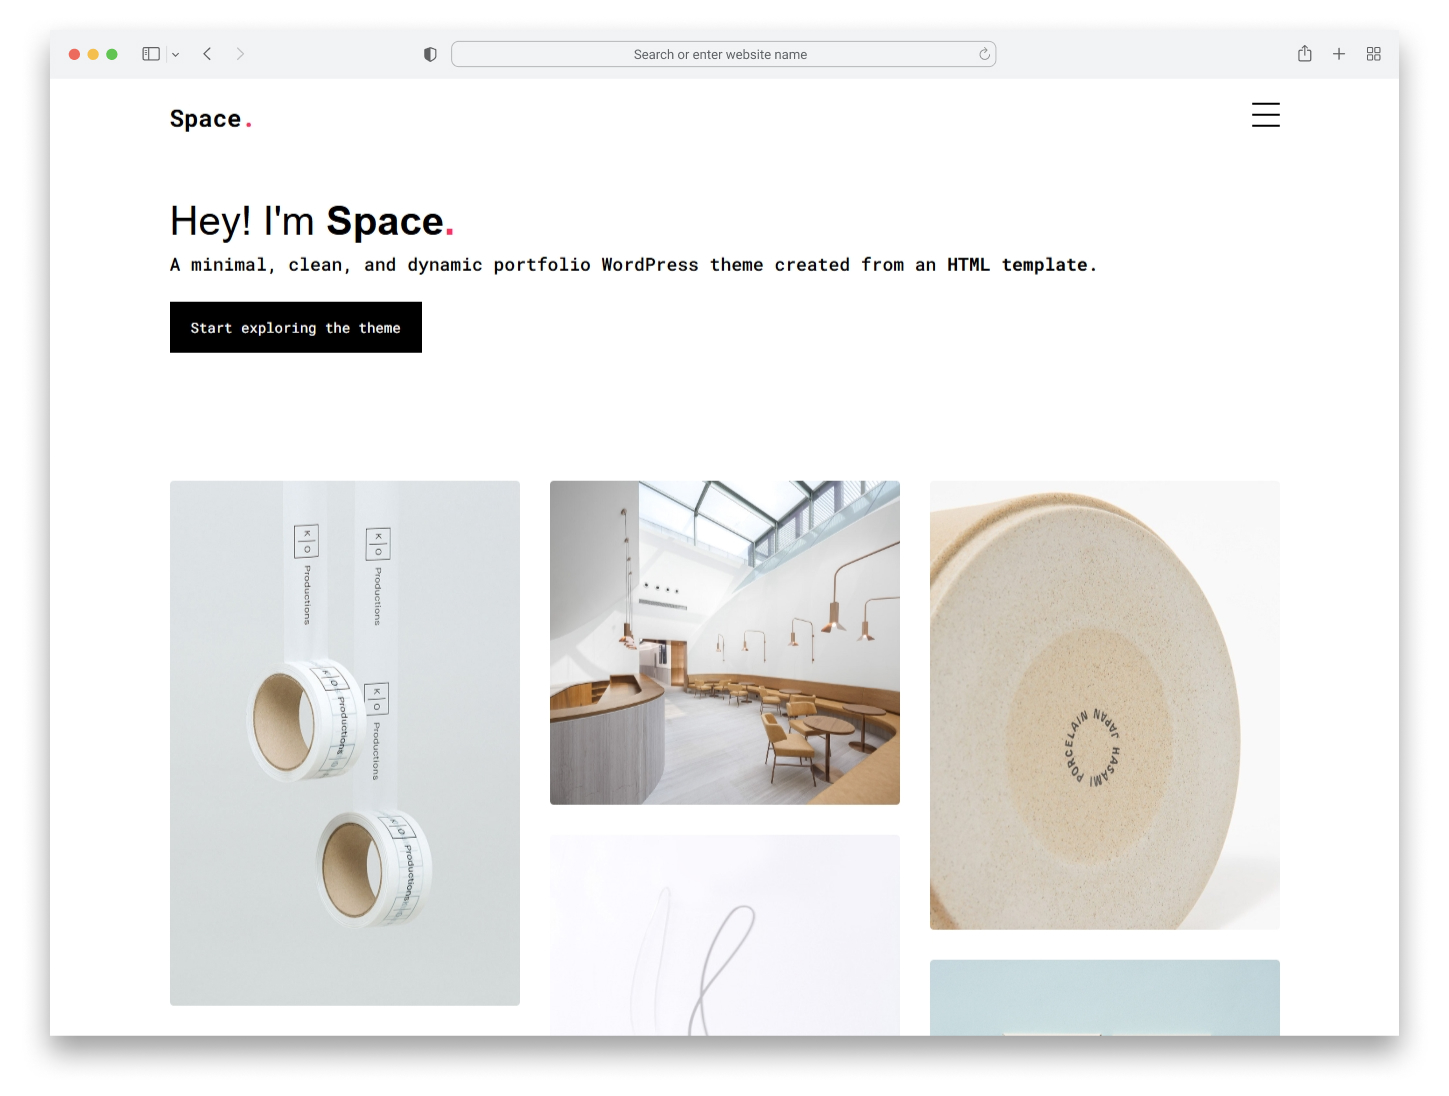 Search or enter website name
Space.
Hey! I'm Space.
A minimal, clean, and dynamic portfolio WordPress theme created from an HTML template.
Start exploring the theme
K
O
Productions
K
O
Productions
K O
Productions
K
O
Productions
K O
Productions
HASAMI PORCELAIN JAPAN